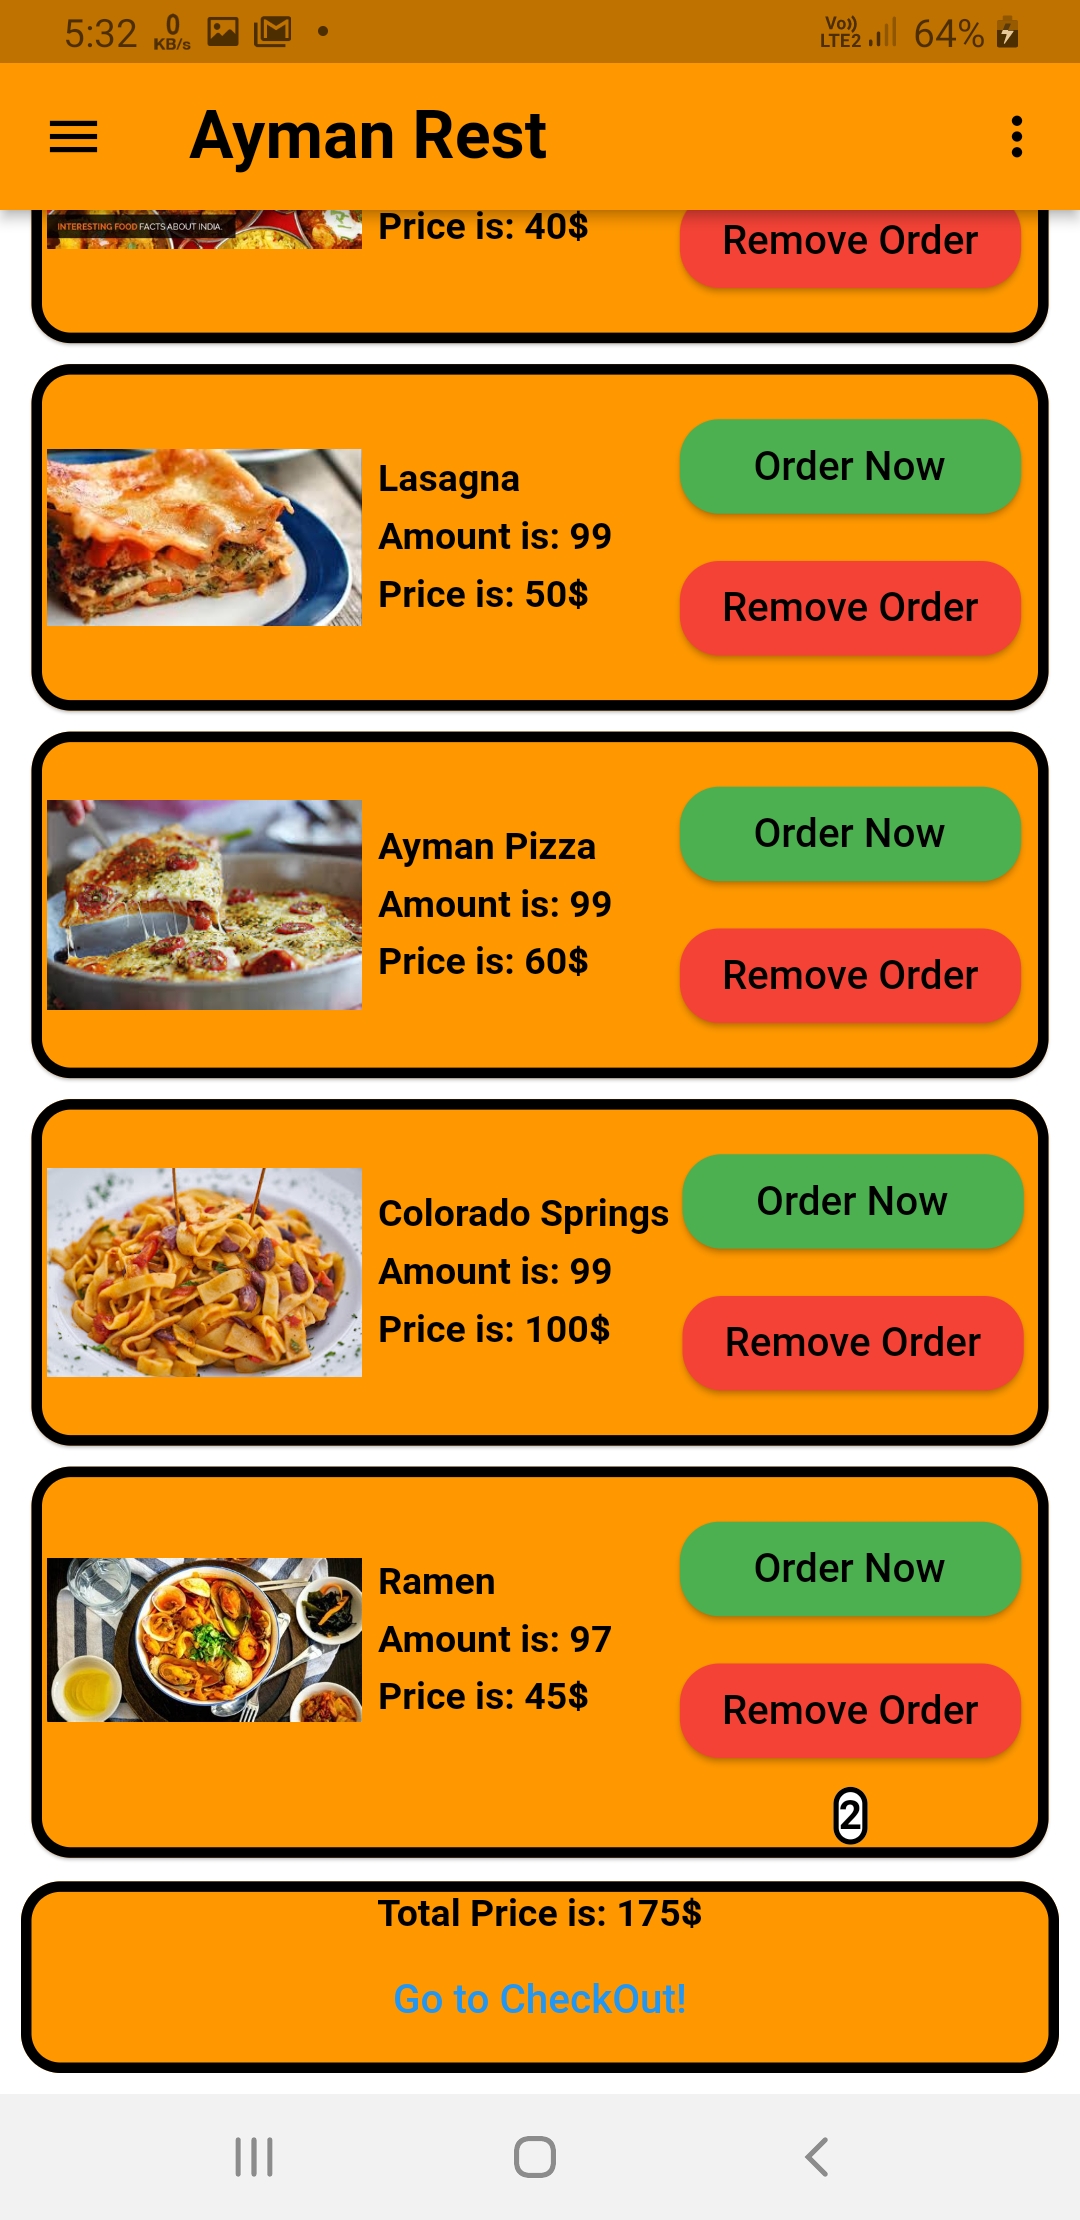 5:32 0 KB/s Vo)) LTE2 64%
Ayman Rest
INTERESTING FOOD FACTS ABOUT INDIA.
Price is: 40$
Remove Order
Lasagna
Amount is: 99
Price is: 50$
Order Now
Remove Order
Ayman Pizza
Amount is: 99
Price is: 60$
Order Now
Remove Order
Colorado Springs
Amount is: 99
Price is: 100$
Order Now
Remove Order
Ramen
Amount is: 97
Price is: 45$
Order Now
Remove Order
2
Total Price is: 175$
Go to CheckOut!